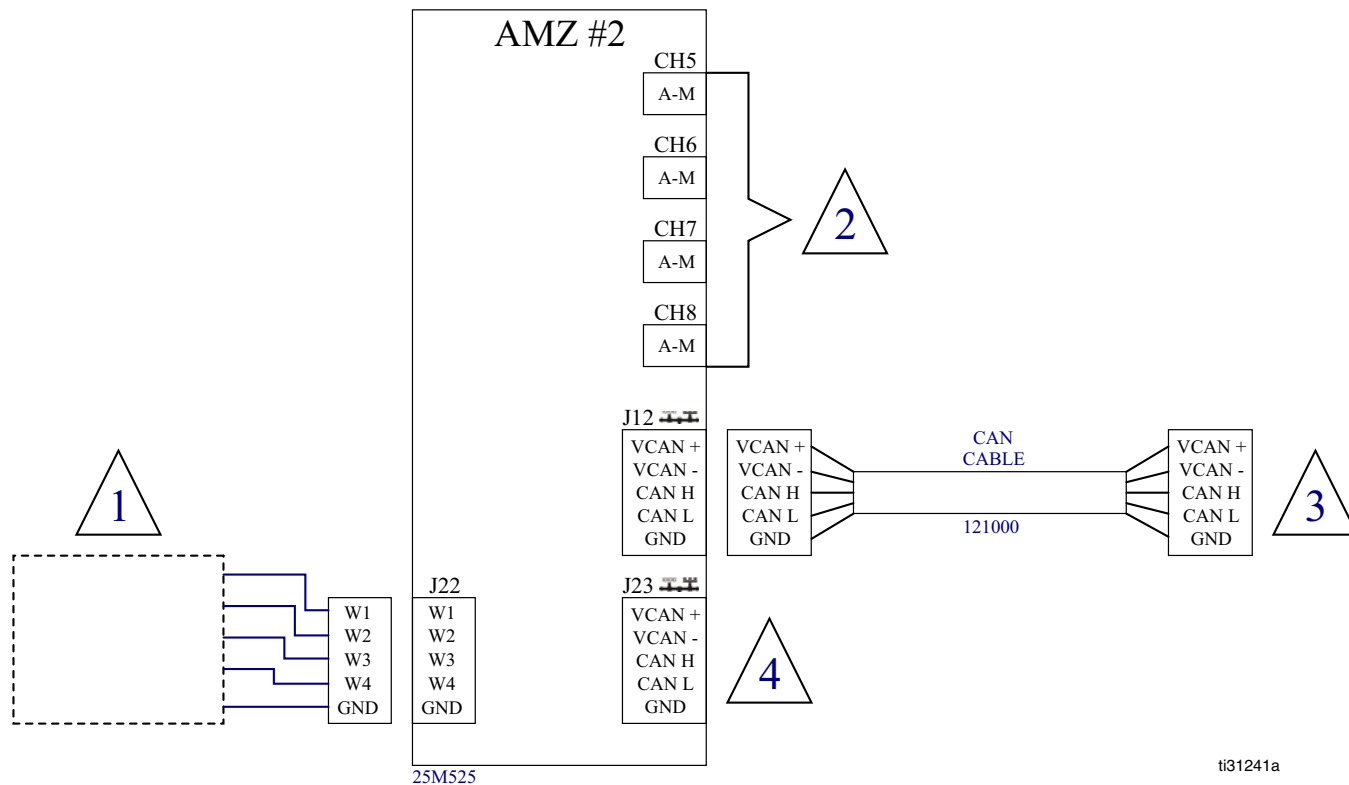 AMZ #2
CH5
A-M
CH6
A-M
CH7
A-M
CH8
A-M
2
J12
VCAN +
VCAN -
CAN H
CAN L
GND
VCAN +
VCAN -
CAN H
CAN L
GND
CAN
CABLE
121000
VCAN +
VCAN -
CAN H
CAN L
GND
3
1
W1
W2
W3
W4
GND
J22
W1
W2
W3
W4
GND
J23
VCAN +
VCAN -
CAN H
CAN L
GND
4
25M525
ti31241a